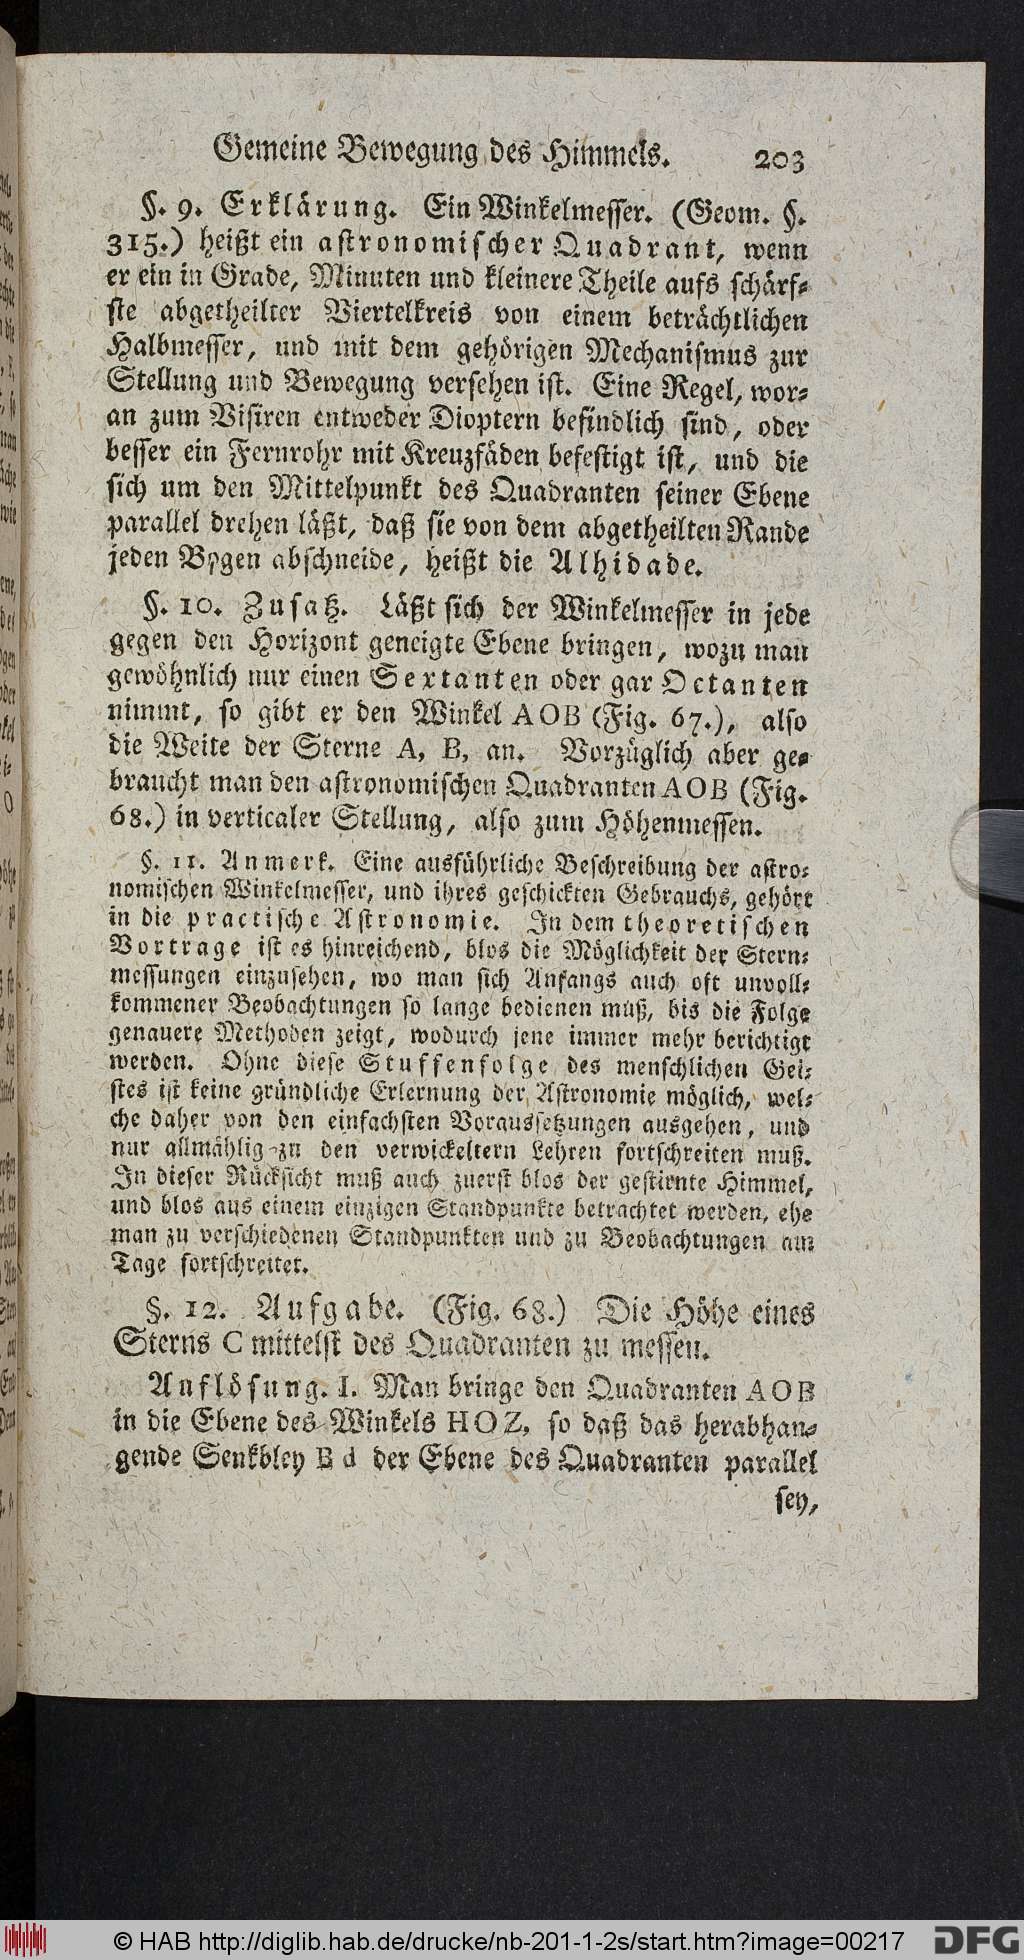 Gemeine Bewegung des Himmels. 203
§. 9. Erklärung. Ein Winkelmesser. (Geom. §.
315.) heißt ein astronomischer Quadrant, wenn
er ein in Grade, Minuten und kleinere Theile aufs schärf-
ste abgetheilter Viertelkreis von einem beträchtlichen
Halbmesser, und mit dem gehörigen Mechanismus zur
Stellung und Bewegung versehen ist. Eine Regel, wor-
an zum Visiren entweder Dioptern befindlich sind, oder
besser ein Fernrohr mit Kreuzfäden befestigt ist, und die
sich um den Mittelpunkt des Quadranten seiner Ebene
parallel drehen läßt, daß sie von dem abgetheilten Rande
jeden Bogen abschneide, heißt die Alhidade.
§. 10. Zusatz. Läßt sich der Winkelmesser in jede
gegen den Horizont geneigte Ebene bringen, wozu man
gewöhnlich nur einen Sextanten oder gar Octanten
nimmt, so gibt er den Winkel AOB (Fig. 67.), also
die Weite der Sterne A, B, an. Vorzüglich aber ge-
braucht man den astronomischen Quadranten AOB (Fig.
68.) in verticaler Stellung, also zum Höhenmessen.
§. 11. Anmerk. Eine ausführliche Beschreibung der astro-
nomischen Winkelmesser, und ihres geschickten Gebrauchs, gehört
in die practische Astronomie. In dem theoretischen
Vortrage ist es hinreichend, blos die Möglichkeit der Stern-
messungen einzusehen, wo man sich Anfangs auch oft unvoll-
kommener Beobachtungen so lange bedienen muß, bis die Folge
genauere Methoden zeigt, wodurch jene immer mehr berichtigt
werden. Ohne diese Stuffenfolge des menschlichen Gei-
stes ist keine gründliche Erlernung der Astronomie möglich, wel-
che daher von den einfachsten Voraussetzungen ausgehen, und
nur allmählig zu den verwickeltern Lehren fortschreiten muß.
In dieser Rücksicht muß auch zuerst blos der gestirnte Himmel,
und blos aus einem einzigen Standpunkte betrachtet werden, ehe
man zu verschiedenen Standpunkten und zu Beobachtungen am
Tage fortschreitet.
§. 12. Aufgabe. (Fig. 68.) Die Höhe eines
Sterns C mittelst des Quadranten zu messen.
Auflösung. I. Man bringe den Quadranten AOB
in die Ebene des Winkels HOZ, so daß das herabhan-
gende Senkbley B d der Ebene des Quadranten parallel
sey,
© HAB http://diglib.hab.de/drucke/nb-201-1-2s/start.htm?image=00217
DFG